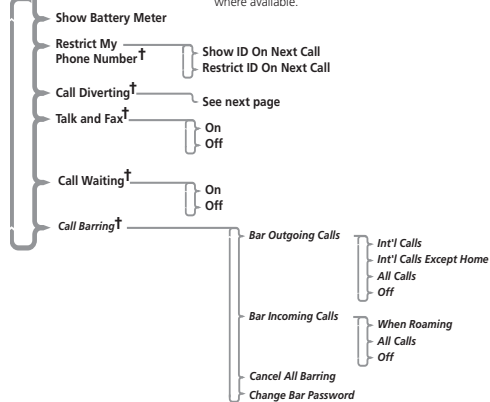 where available.
Show Battery Meter
Restrict My
Phone Number†
Show ID On Next Call
Restrict ID On Next Call
Call Diverting†
See next page
Talk and Fax†
On
Off
Call Waiting†
On
Off
Call Barring†
Bar Outgoing Calls
Int'l Calls
Int'l Calls Except Home
All Calls
Off
Bar Incoming Calls
When Roaming
All Calls
Off
Cancel All Barring
Change Bar Password